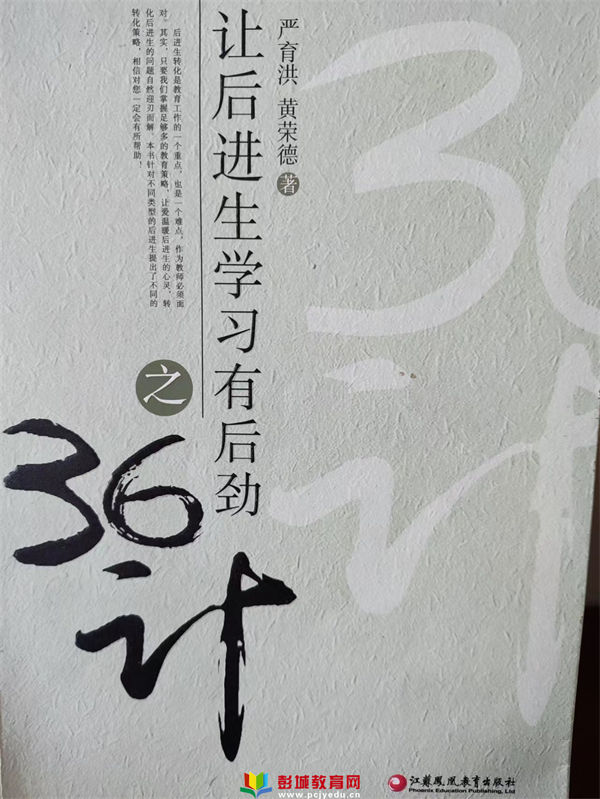 严育洪 黄荣德 著
让后进生学习有后劲
之
36计
后进生转化是教育工作的一个重点，也是一个难点，作为教师必须面
对。其实，只要我们掌握足够多的教育策略，让爱温暖后进生的心灵，转
化后进生的问题自然迎刃而解。本书针对不同类型的后进生提出了不同的
转化策略，相信对您一定会有所帮助！
36计
彭城教育网
www.pcjyedu.cn
江苏凤凰教育出版社
Phoenix Education Publishing, Ltd